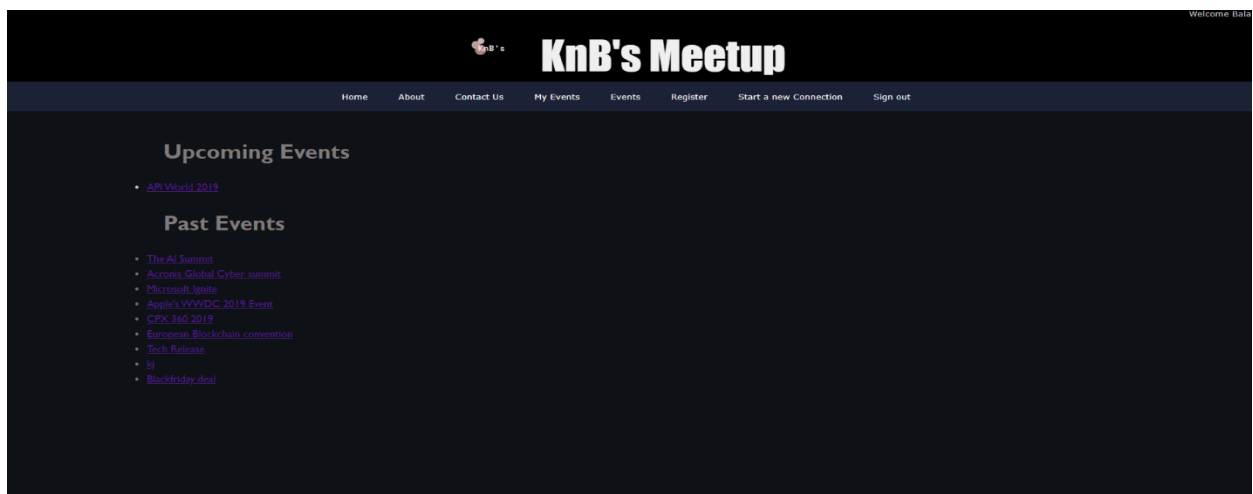 Welcome Bala
KnB's
KnB's Meetup
Home About Contact Us My Events Events Register Start a new Connection Sign out
Upcoming Events
API World 2019
Past Events
The AI Summit
Acronis Global Cyber summit
Microsoft Ignite
Apple's WWDC 2019 Event
CPX 360 2019
European Blockchain convention
Tech Release
Blackfriday deal